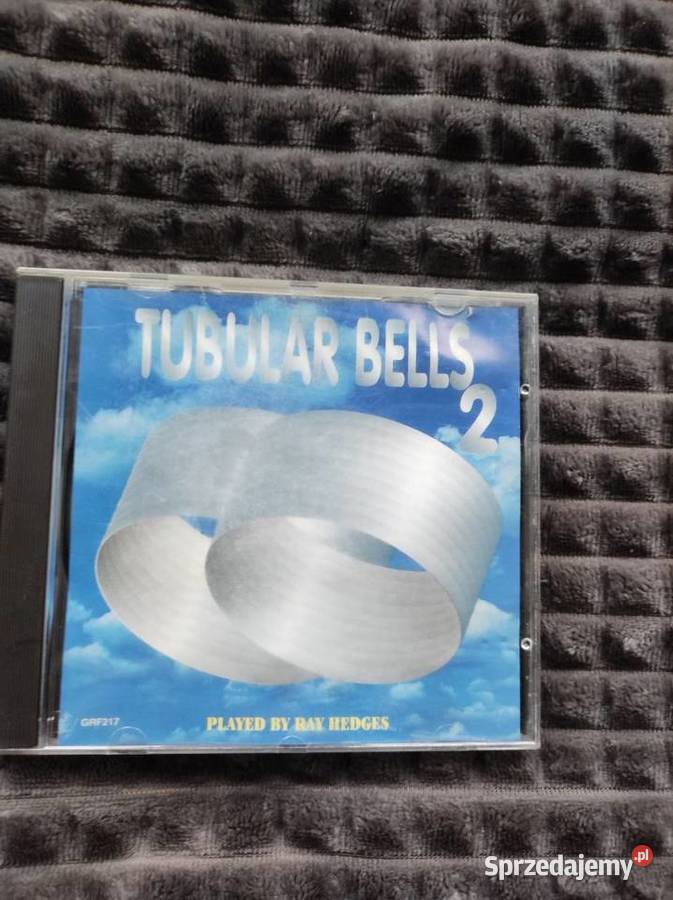 TUBULAR BELLS
2
GRF217
PLAYED BY RAY HEDGES
Sprzedajemy.pl